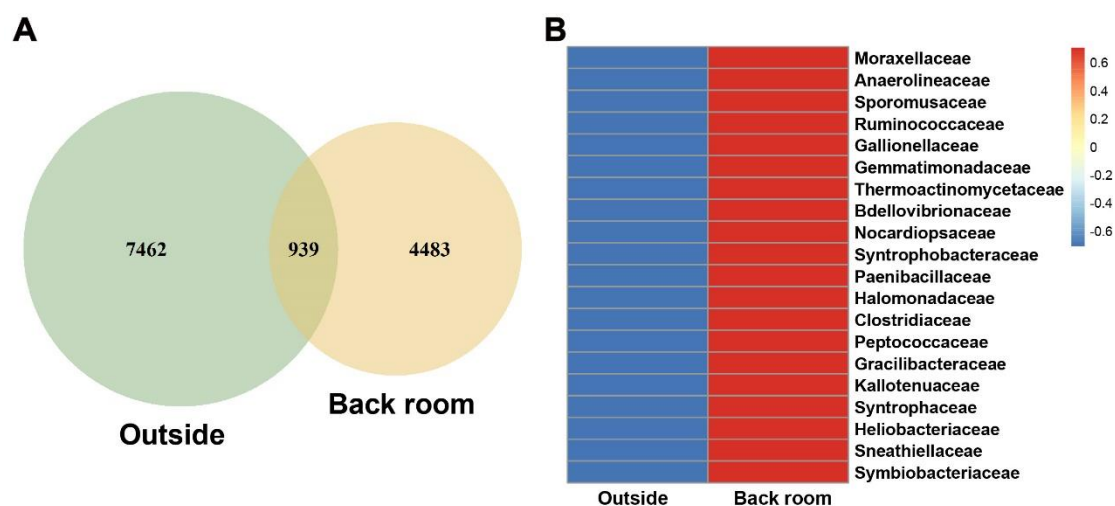 A
7462
939
4483
Outside
Back room
B
Moraxellaceae
Anaerolineaceae
Sporomusaceae
Ruminococcaceae
Gallionellaceae
Gemmatimonadaceae
Thermoactinomycetaceae
Bdellovibrionaceae
Nocardiopsaceae
Syntrophobacteraceae
Paenibacillaceae
Halomonadaceae
Clostridiaceae
Peptococcaceae
Gracilibacteraceae
Kallotenuaceae
Syntrophaceae
Heliobacteriaceae
Sneathiellaceae
Symbiobacteriaceae
Outside
Back room
0.6
0.4
0.2
0
-0.2
-0.4
-0.6